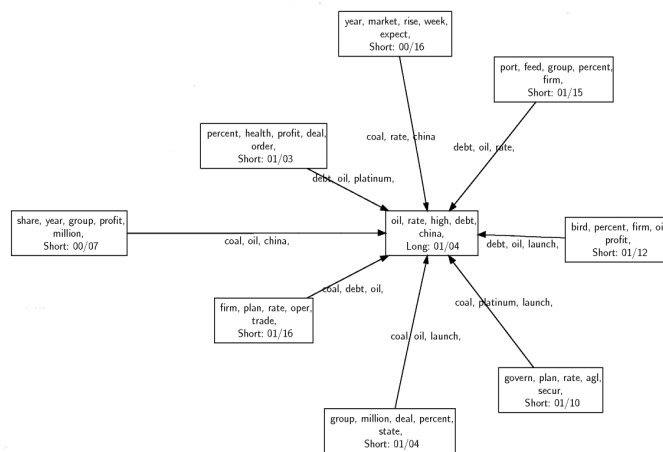 year, market, rise, week,
expect,
Short: 00/16
port, feed, group, percent,
firm,
Short: 01/15
percent, health, profit, deal,
order,
Short: 01/03
coal, rate, china
debt, oil, rate,
debt, oil, platinum,
share, year, group, profit,
million,
Short: 00/07
oil, rate, high, debt,
china,
Long: 01/04
bird, percent, firm, oi
profit,
Short: 01/12
coal, oil, china,
debt, oil, launch,
coal, debt, oil,
coal, platinum, launch,
firm, plan, rate, oper,
trade,
Short: 01/16
coal, oil, launch,
govern, plan, rate, agl,
secur,
Short: 01/10
group, million, deal, percent,
state,
Short: 01/04